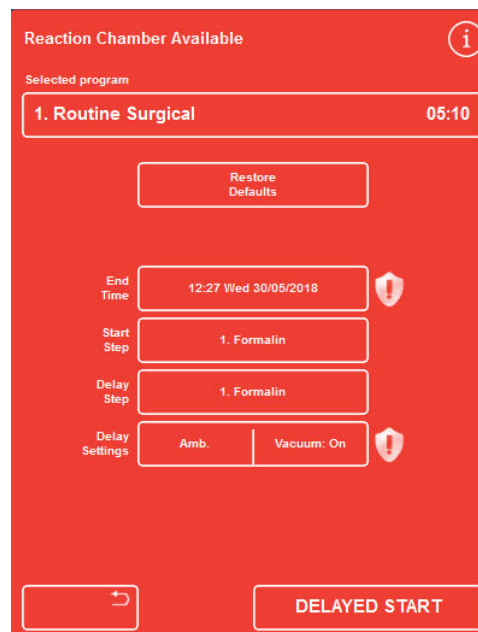 Reaction Chamber Available
i
Selected program
1. Routine Surgical 05:10
Restore
Defaults
End
Time
12:27 Wed 30/05/2018
!
Start
Step
1. Formalin
Delay
Step
1. Formalin
Delay
Settings
Amb. Vacuum: On
!
DELAYED START